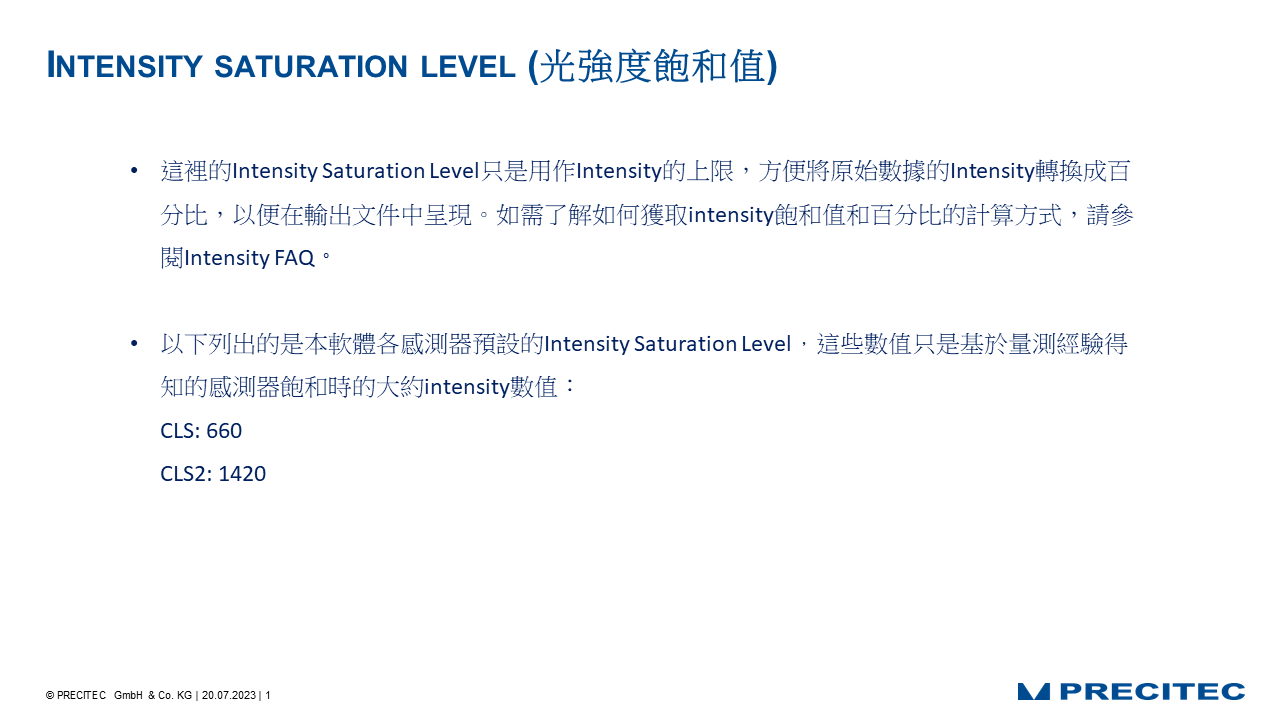 INTENSITY SATURATION LEVEL (光強度飽和值)
• 這裡的Intensity Saturation Level只是用作Intensity的上限，方便將原始數據的Intensity轉換成百
分比，以便在輸出文件中呈現。如需了解如何獲取intensity飽和值和百分比的計算方式，請參
閱Intensity FAQ。
• 以下列出的是本軟體各感測器預設的Intensity Saturation Level，這些數值只是基於量測經驗得
知的感測器飽和時的大約intensity數值：
CLS: 660
CLS2: 1420
© PRECITEC GmbH & Co. KG | 20.07.2023 | 1
PRECITEC